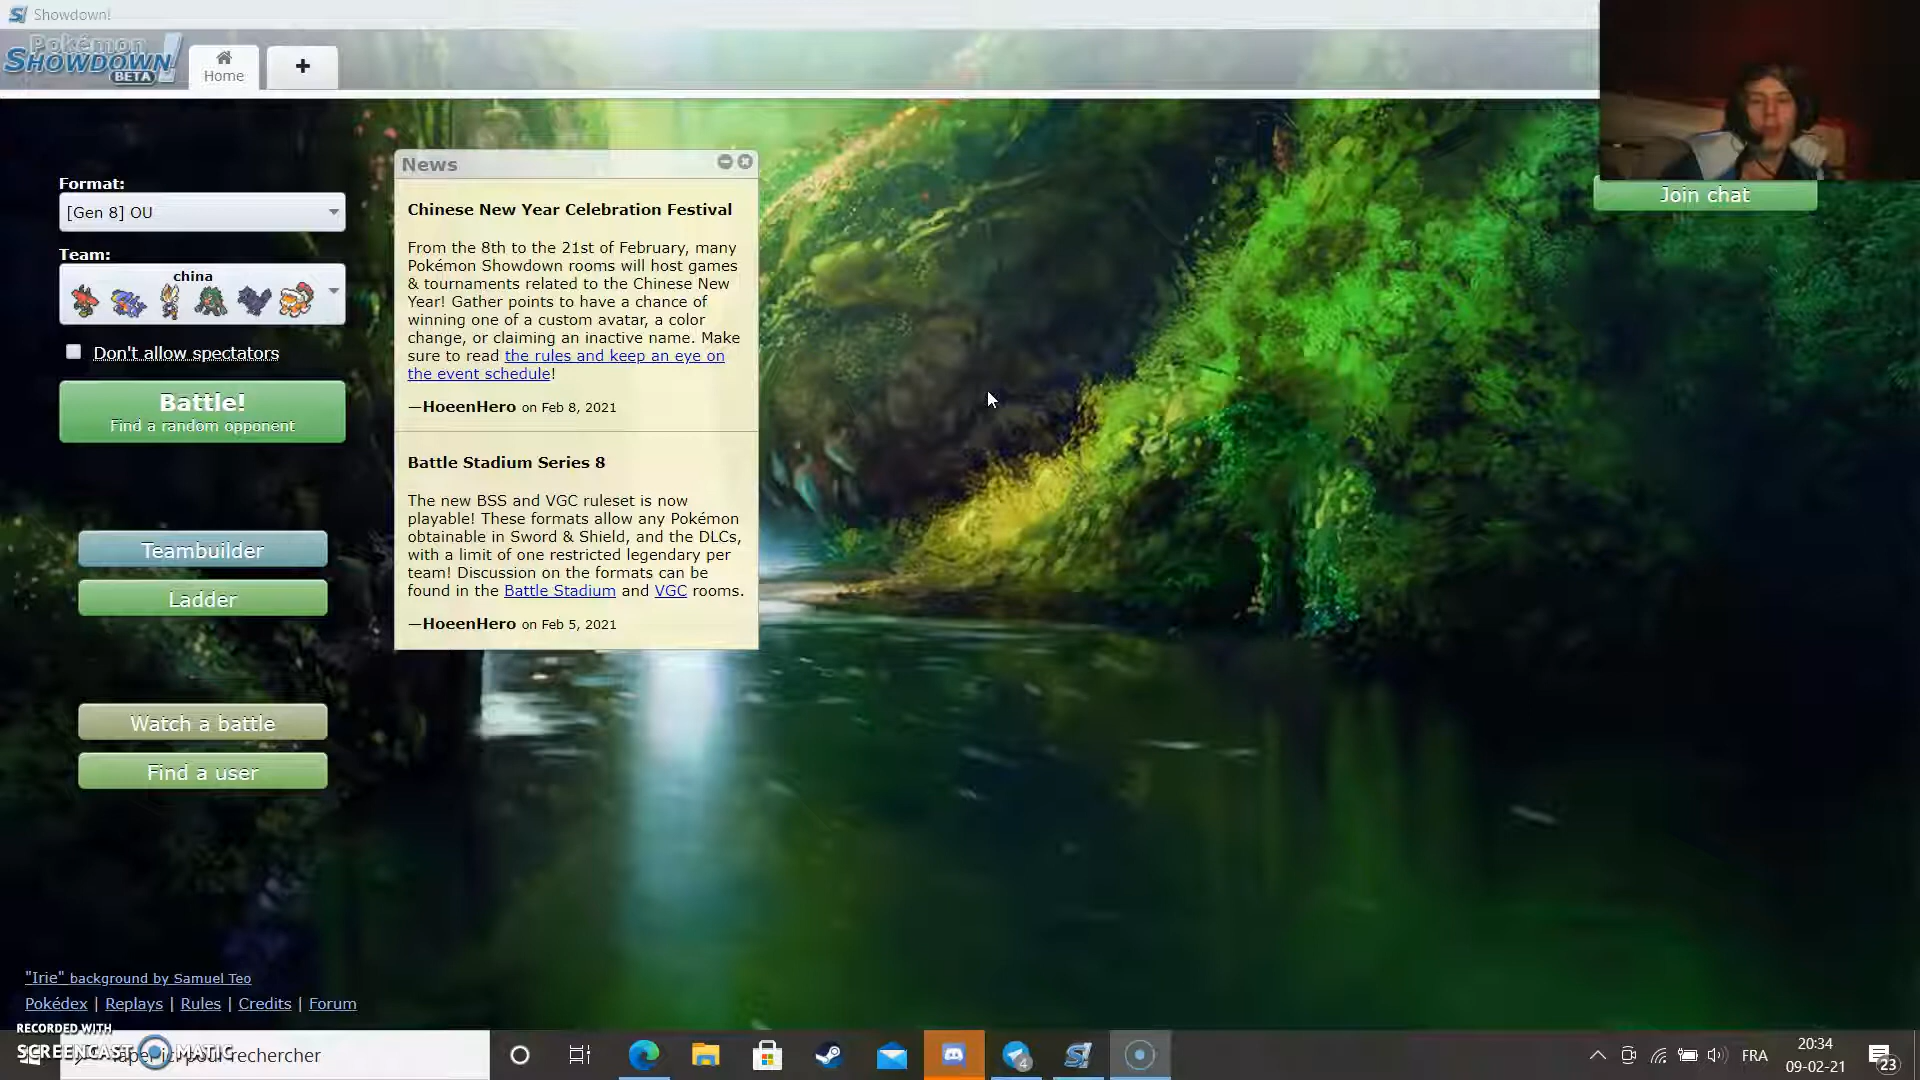 Showdown!
Pokémon
SHOWDOWN!
BETA
Home
+
Format:
[Gen 8] OU
Team:
china
Don't allow spectators
Battle!
Find a random opponent
Teambuilder
Ladder
Watch a battle
Find a user
News
Chinese New Year Celebration Festival
From the 8th to the 21st of February, many
Pokémon Showdown rooms will host games
& tournaments related to the Chinese New
Year! Gather points to have a chance of
winning one of a custom avatar, a color
change, or claiming an inactive name. Make
sure to read the rules and keep an eye on
the event schedule!
—HoeenHero on Feb 8, 2021
Battle Stadium Series 8
The new BSS and VGC ruleset is now
playable! These formats allow any Pokémon
obtainable in Sword & Shield, and the DLCs,
with a limit of one restricted legendary per
team! Discussion on the formats can be
found in the Battle Stadium and VGC rooms.
—HoeenHero on Feb 5, 2021
Join chat
"Irie" background by Samuel Teo
Pokédex | Replays | Rules | Credits | Forum
RECORDED WITH
SCREENCAST MATIC
rechercher
4
FRA
20:34
09-02-21
23